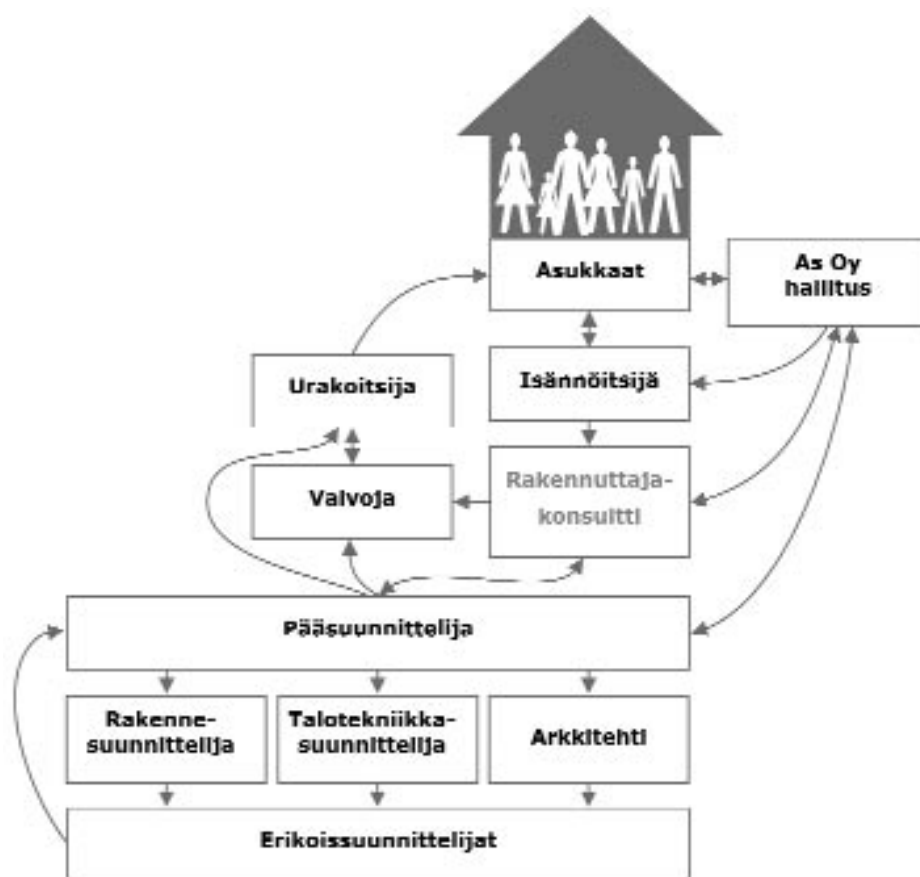 Asukkaat
As Oy
hallitus
Urakoitsija
Isännöitsijä
Valvoja
Rakennuttaja-
konsultti
Pääsuunnittelija
Rakenne-
suunnittelija
Talotekniikka-
suunnittelija
Arkkitehti
Erikoissuunnittelijat